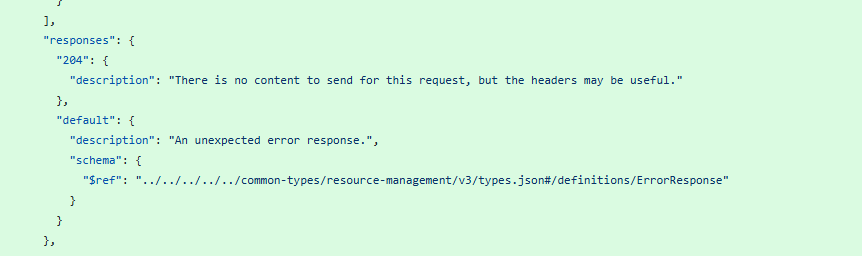 }
],
"responses": {
"204": {
"description": "There is no content to send for this request, but the headers may be useful."
},
"default": {
"description": "An unexpected error response.",
"schema": {
"$ref": "../../../../../common-types/resource-management/v3/types.json#/definitions/ErrorResponse"
}
}
},